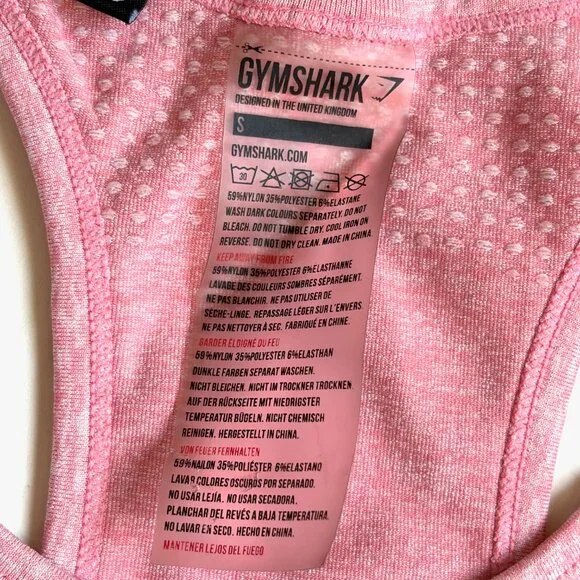 GYMSHARK
DESIGNED IN THE UNITED KINGDOM
S
GYMSHARK.COM
30
59%NYLON 35%POLYESTER 6%ELASTANE
WASH DARK COLOURS SEPARATELY. DO NOT
BLEACH. DO NOT TUMBLE DRY. COOL IRON ON
REVERSE. DO NOT DRY CLEAN. MADE IN CHINA
KEEP AWAY FROM FIRE
59%NYLON 35%POLYESTER 6%ELASTHANNE
LAVAGE DES COULEURS SOMBRES SÉPARÉMENT.
NE PAS BLANCHIR. NE PAS UTILISER DE
SÈCHE-LINGE. REPASSAGE LÉGER SUR L'ENVERS.
NE PAS NETTOYER À SEC. FABRIQUÉ EN CHINE.
GARDER ÉLOIGNÉ DU FEU
59%NYLON 35%POLYESTER 6%ELASTHAN
DUNKLE FARBEN SEPARAT WASCHEN.
NICHT BLEICHEN. NICHT IM TROCKNER TROCKNEN.
AUF DER RÜCKSEITE MIT NIEDRIGSTER
TEMPERATUR BÜGELN. NICHT CHEMISCH
REINIGEN. HERGESTELLT IN CHINA.
VON FEUER FERNHALTEN
59%NAILON 35%POLIÉSTER 6%ELASTANO
LAVAR COLORES OSCUROS POR SEPARADO.
NO USAR LEJÍA. NO USAR SECADORA.
PLANCHAR DEL REVÉS A BAJA TEMPERATURA.
NO LAVAR EN SECO. HECHO EN CHINA.
MANTENER LEJOS DEL FUEGO